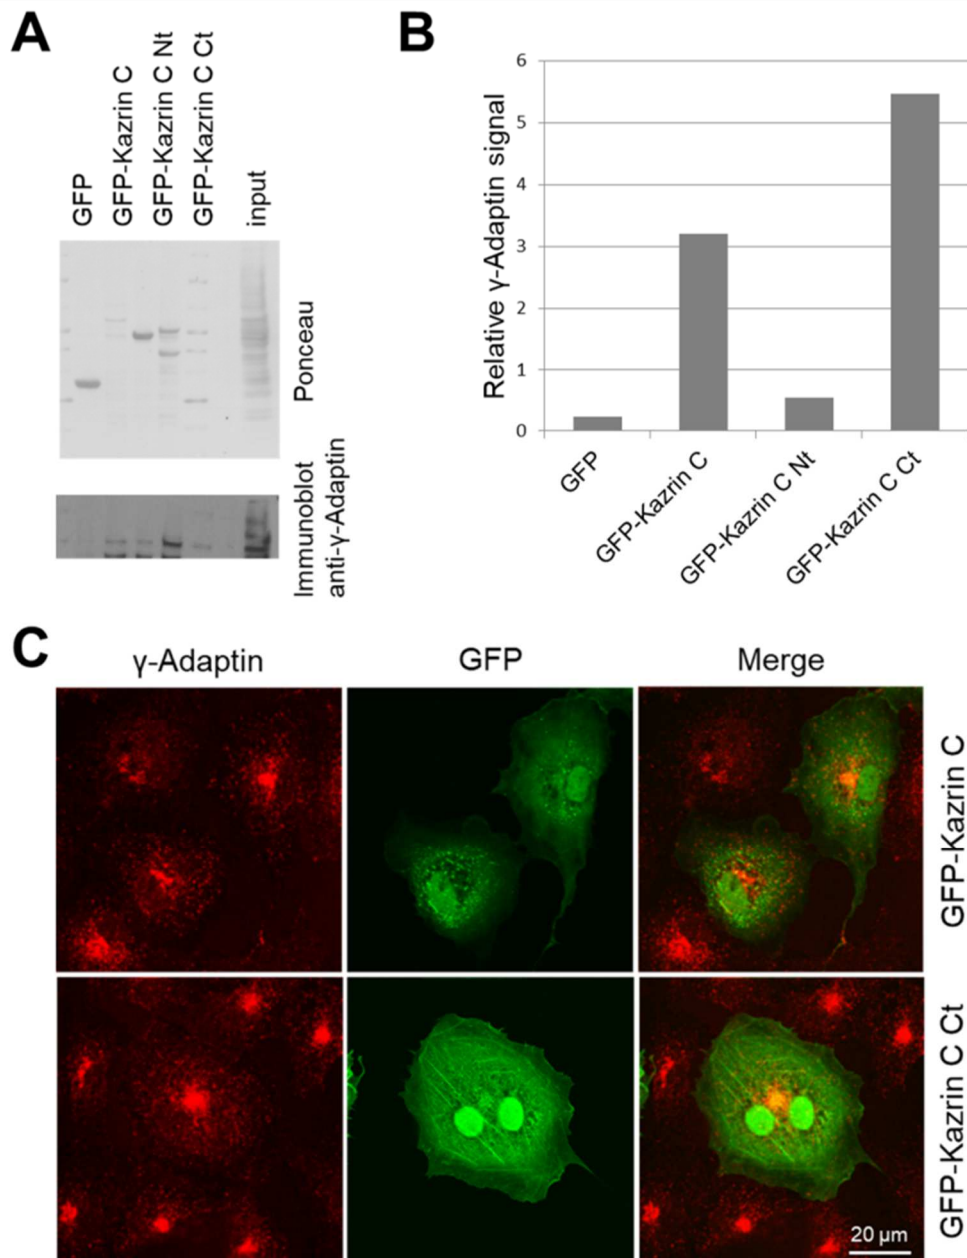 A
GFP
GFP-Kazrin C
GFP-Kazrin C Nt
GFP-Kazrin C Ct
input
Ponceau
Immunoblot
anti-γ-Adaptin
B
Relative γ-Adaptin signal
6
5
4
3
2
1
0
GFP
GFP-Kazrin C
GFP-Kazrin C Nt
GFP-Kazrin C Ct
C
γ-Adaptin
GFP
Merge
GFP-Kazrin C
GFP-Kazrin C Ct
20 µm